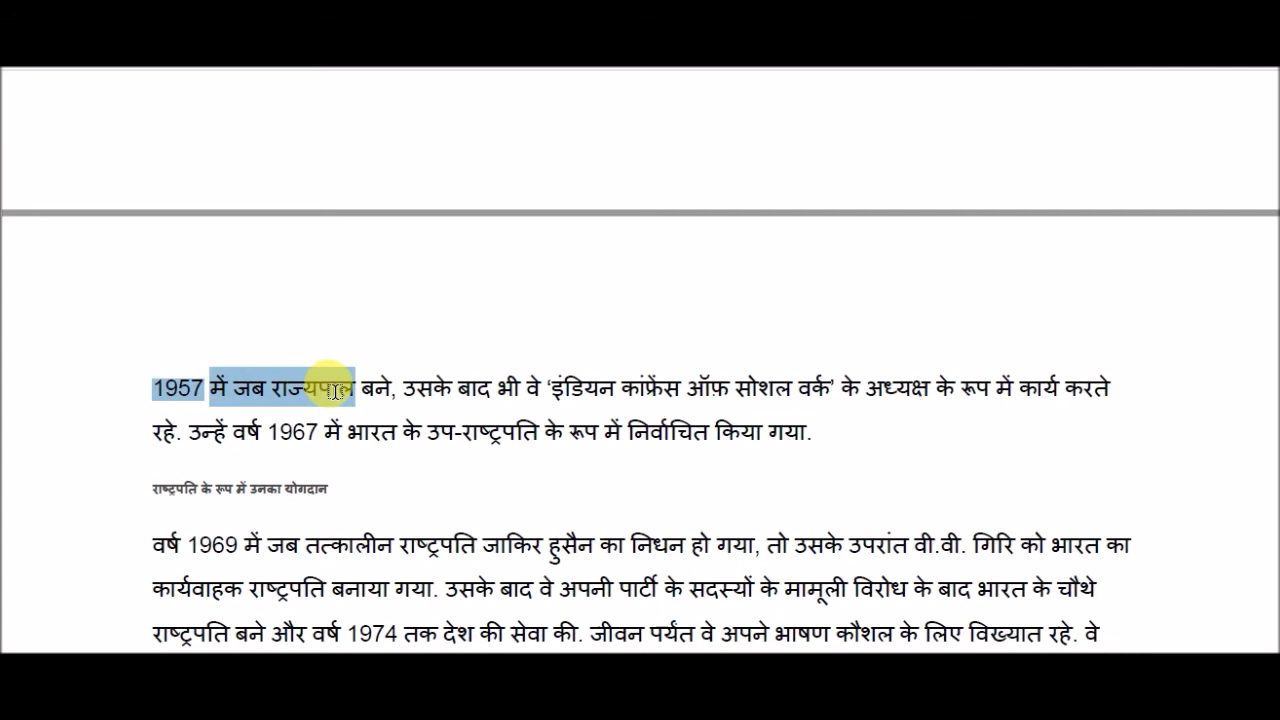 1957 में जब राज्यपाल बने, उसके बाद भी वे ‘इंडियन कांफ्रेंस ऑफ़ सोशल वर्क’ के अध्यक्ष के रूप में कार्य करते
रहे. उन्हें वर्ष 1967 में भारत के उप-राष्ट्रपति के रूप में निर्वाचित किया गया.
राष्ट्रपति के रूप में उनका योगदान
वर्ष 1969 में जब तत्कालीन राष्ट्रपति जाकिर हुसैन का निधन हो गया, तो उसके उपरांत वी.वी. गिरि को भारत का
कार्यवाहक राष्ट्रपति बनाया गया. उसके बाद वे अपनी पार्टी के सदस्यों के मामूली विरोध के बाद भारत के चौथे
राष्ट्रपति बने और वर्ष 1974 तक देश की सेवा की. जीवन पर्यंत वे अपने भाषण कौशल के लिए विख्यात रहे. वे